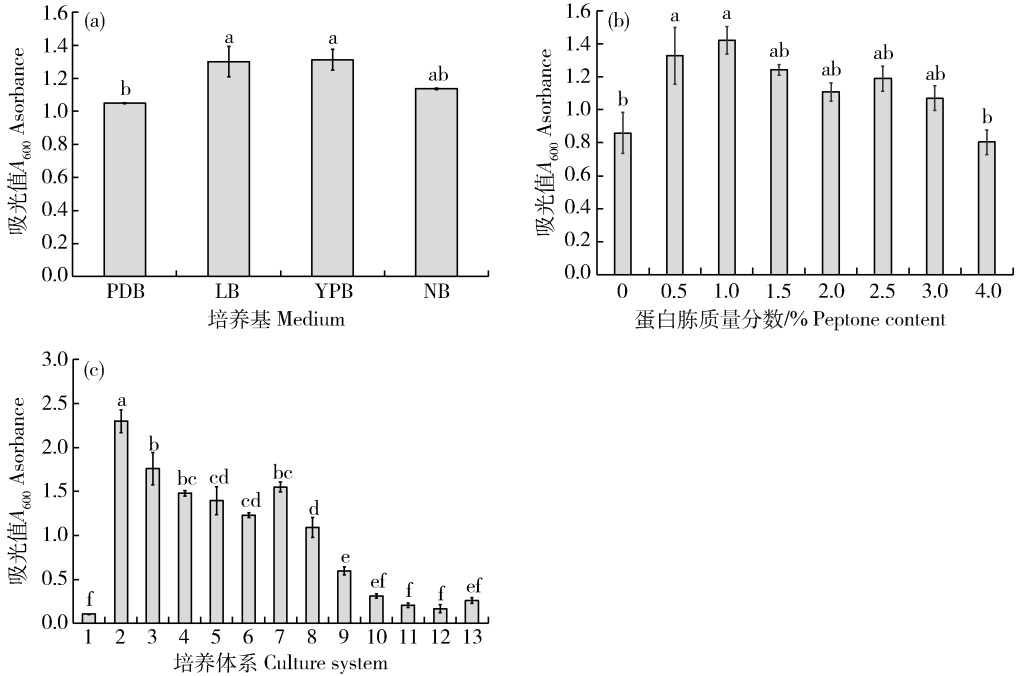 (a)
吸光值A600 Asorbance
1.6
1.4
1.2
1.0
0.8
0.6
0.4
0.2
0.0
b a a ab
PDB LB YPB NB
培养基 Medium
(b)
吸光值A600 Asorbance
1.6
1.4
1.2
1.0
0.8
0.6
0.4
0.2
0.0
b a a ab ab ab ab b
0 0.5 1.0 1.5 2.0 2.5 3.0 4.0
蛋白胨质量分数/% Peptone content
(c)
吸光值A600 Asorbance
3.0
2.5
2.0
1.5
1.0
0.5
0.0
f a b bc cd cd bc d e ef f f ef
1 2 3 4 5 6 7 8 9 10 11 12 13
培养体系 Culture system